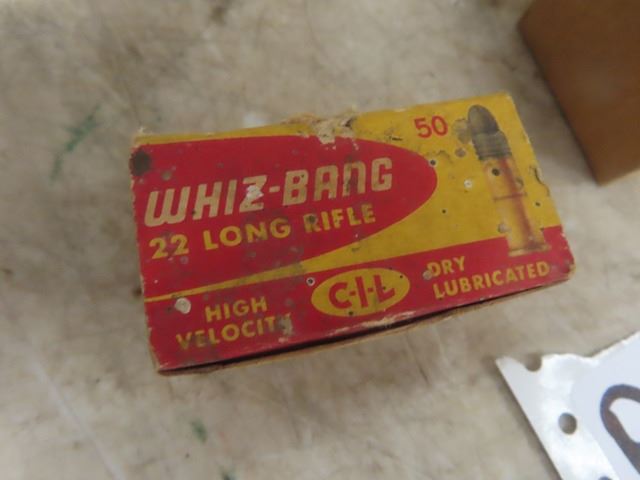 50
WHIZ-BANG
22 LONG RIFLE
HIGH
VELOCITY
C-I-L
DRY
LUBRICATED